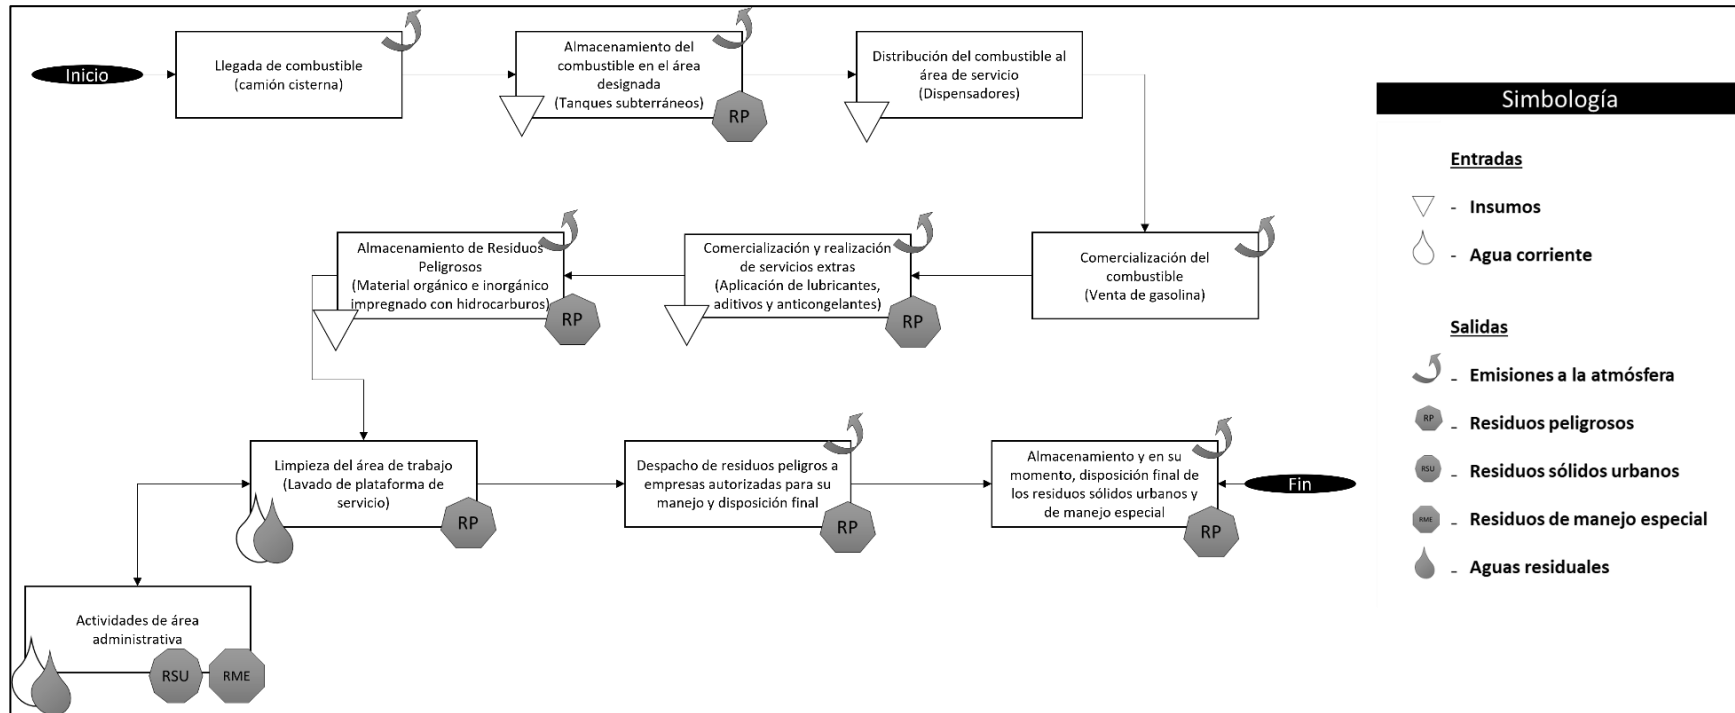 Inicio
Llegada de combustible
(camión cisterna)
Almacenamiento del
combustible en el área
designada
(Tanques subterráneos)
RP
Distribución del combustible al
área de servicio
(Dispensadores)
Almacenamiento de Residuos
Peligrosos
(Material orgánico e inorgánico
impregnado con hidrocarburos)
RP
Comercialización y realización
de servicios extras
(Aplicación de lubricantes,
aditivos y anticongelantes)
RP
Comercialización del
combustible
(Venta de gasolina)
Limpieza del área de trabajo
(Lavado de plataforma de
servicio)
RP
Despacho de residuos peligros a
empresas autorizadas para su
manejo y disposición final
RP
Almacenamiento y en su
momento, disposición final de
los residuos sólidos urbanos y
de manejo especial
RP
Fin
Actividades de área
administrativa
RSU
RME
Simbología
Entradas
- Insumos
- Agua corriente
Salidas
- Emisiones a la atmósfera
RP - Residuos peligrosos
RSU - Residuos sólidos urbanos
RME - Residuos de manejo especial
- Aguas residuales